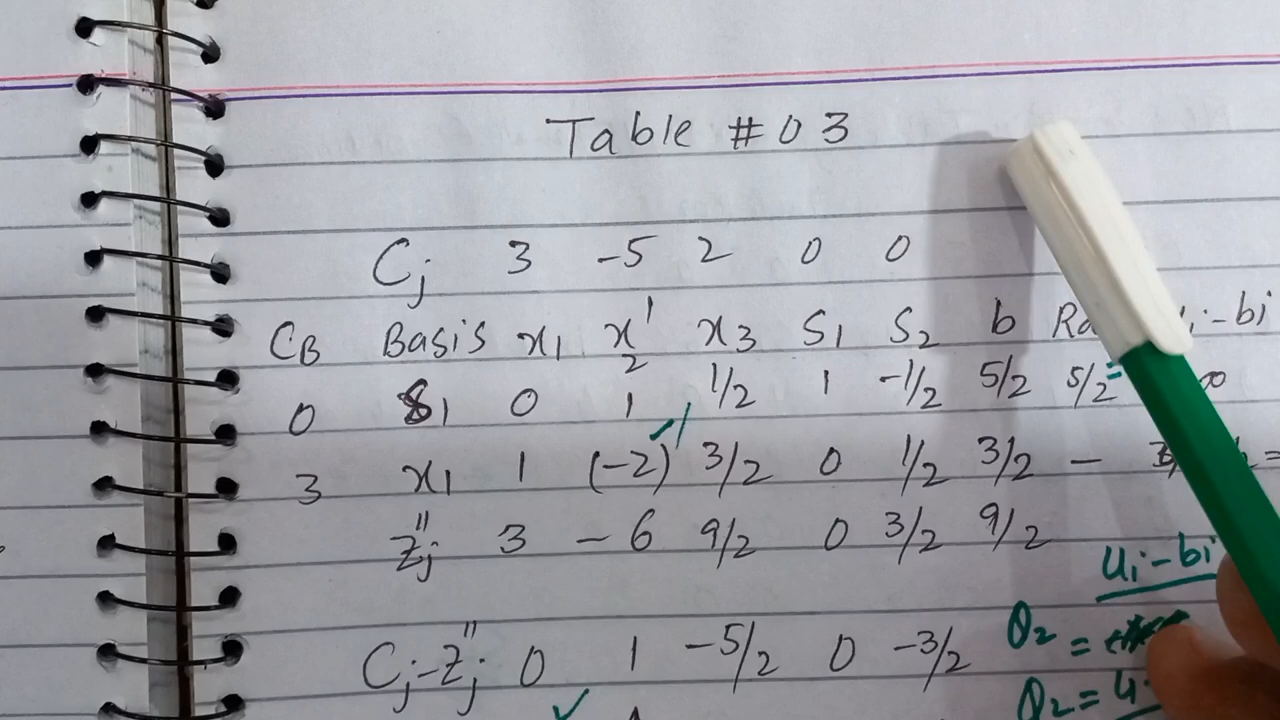 Table #03
Cj 3 -5 2 0 0
CB Basis x1 x2' x3 S1 S2 b i-bi
0 S1 0 1 1/2 1 -1/2 5/2 5/2 = ∞
3 x1 1 (-2) 3/2 0 1/2 3/2 -
Zj'' 3 -6 9/2 0 3/2 9/2
ui-bi
Cj-Zj'' 0 1 -5/2 0 -3/2
θ2 =
θ2 = u